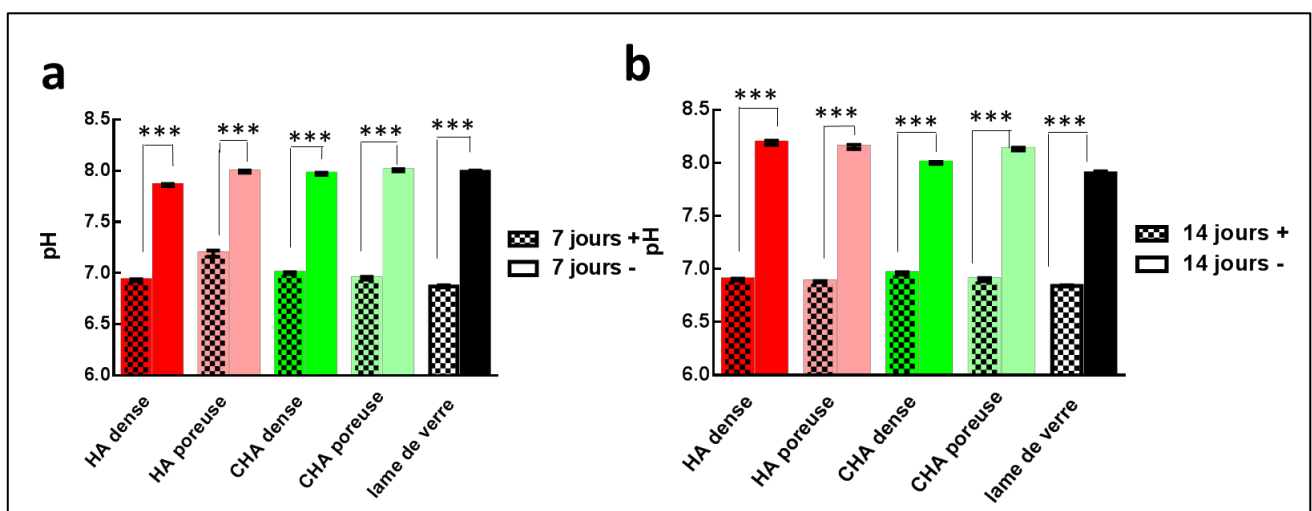 a
8.5
8.0
7.5
7.0
6.5
6.0
pH
***
***
***
***
***
HA dense
HA poreuse
CHA dense
CHA poreuse
lame de verre
7 jours +
7 jours -
b
8.5
8.0
7.0
6.5
6.0
pH
***
***
***
***
***
HA dense
HA poreuse
CHA dense
CHA poreuse
lame de verre
14 jours +
14 jours -